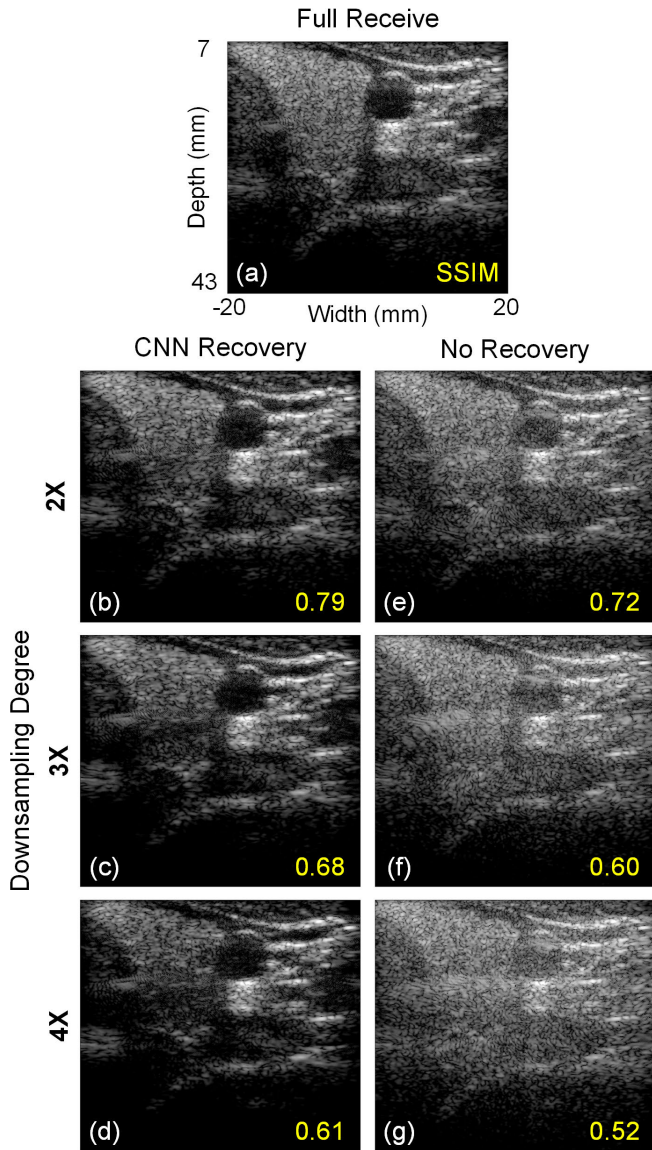 Full Receive
7
Depth (mm)
43
(a)
SSIM
-20
Width (mm)
20
CNN Recovery
No Recovery
Downsampling Degree
2X
(b)
0.79
(e)
0.72
3X
(c)
0.68
(f)
0.60
4X
(d)
0.61
(g)
0.52